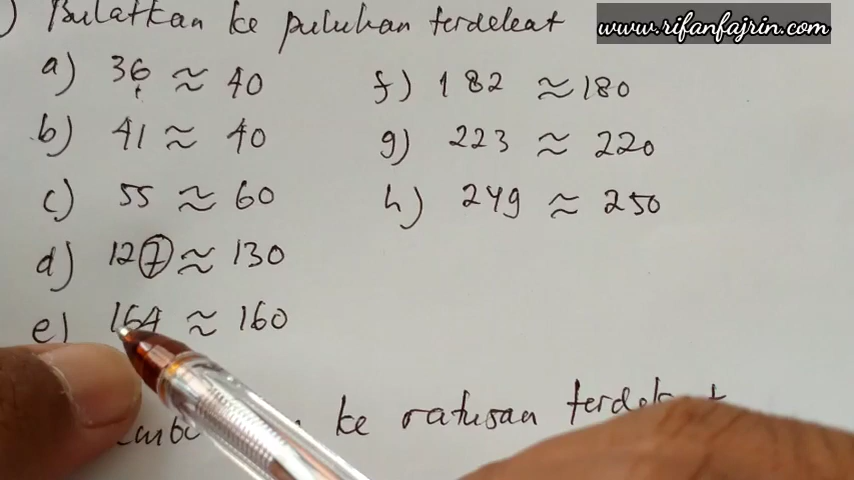 ) Bulatkan ke puluhan terdekat
www.rifanfajrin.com
a) 36 ≈ 40
b) 41 ≈ 40
c) 55 ≈ 60
d) 127 ≈ 130
e) 164 ≈ 160
f) 182 ≈ 180
g) 223 ≈ 220
h) 249 ≈ 250
ke ratusan terdekat